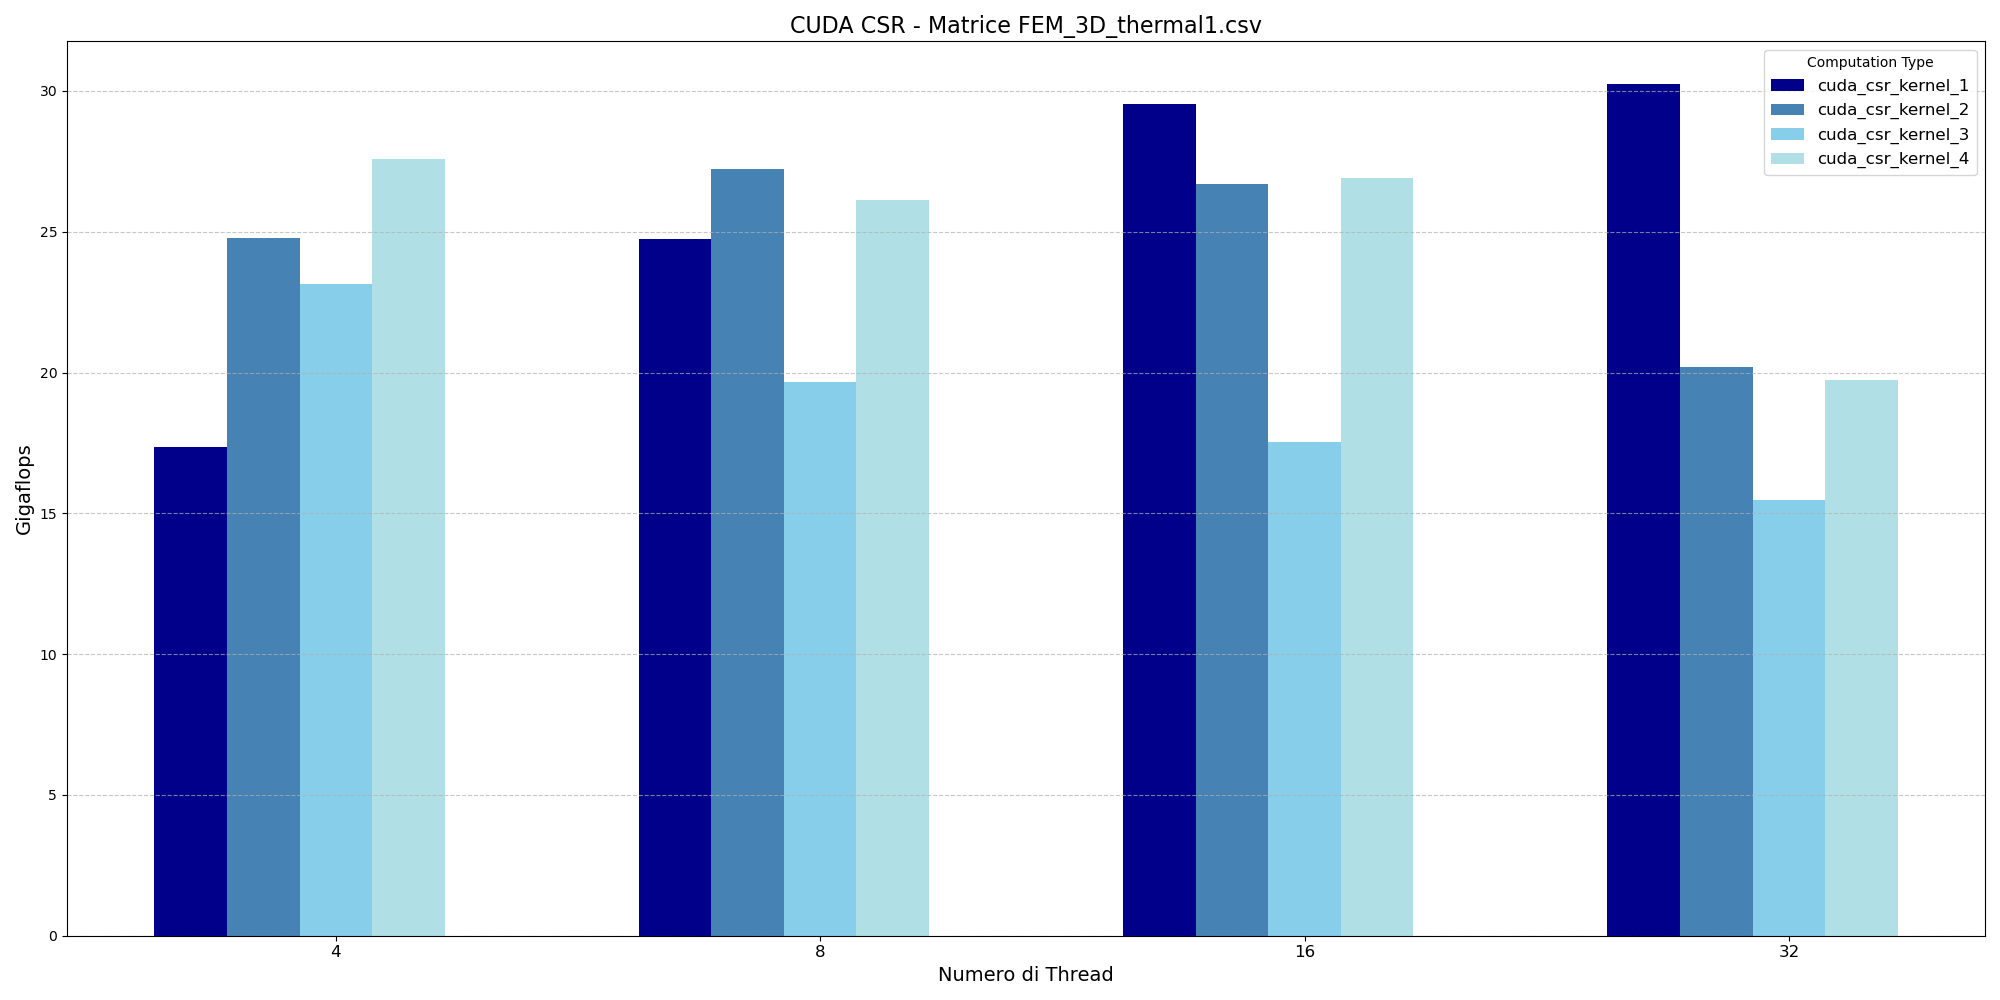 CUDA CSR - Matrice FEM_3D_thermal1.csv
Computation Type
cuda_csr_kernel_1
cuda_csr_kernel_2
cuda_csr_kernel_3
cuda_csr_kernel_4
Gigaflops
30
25
20
15
10
5
0
4 8 16 32
Numero di Thread